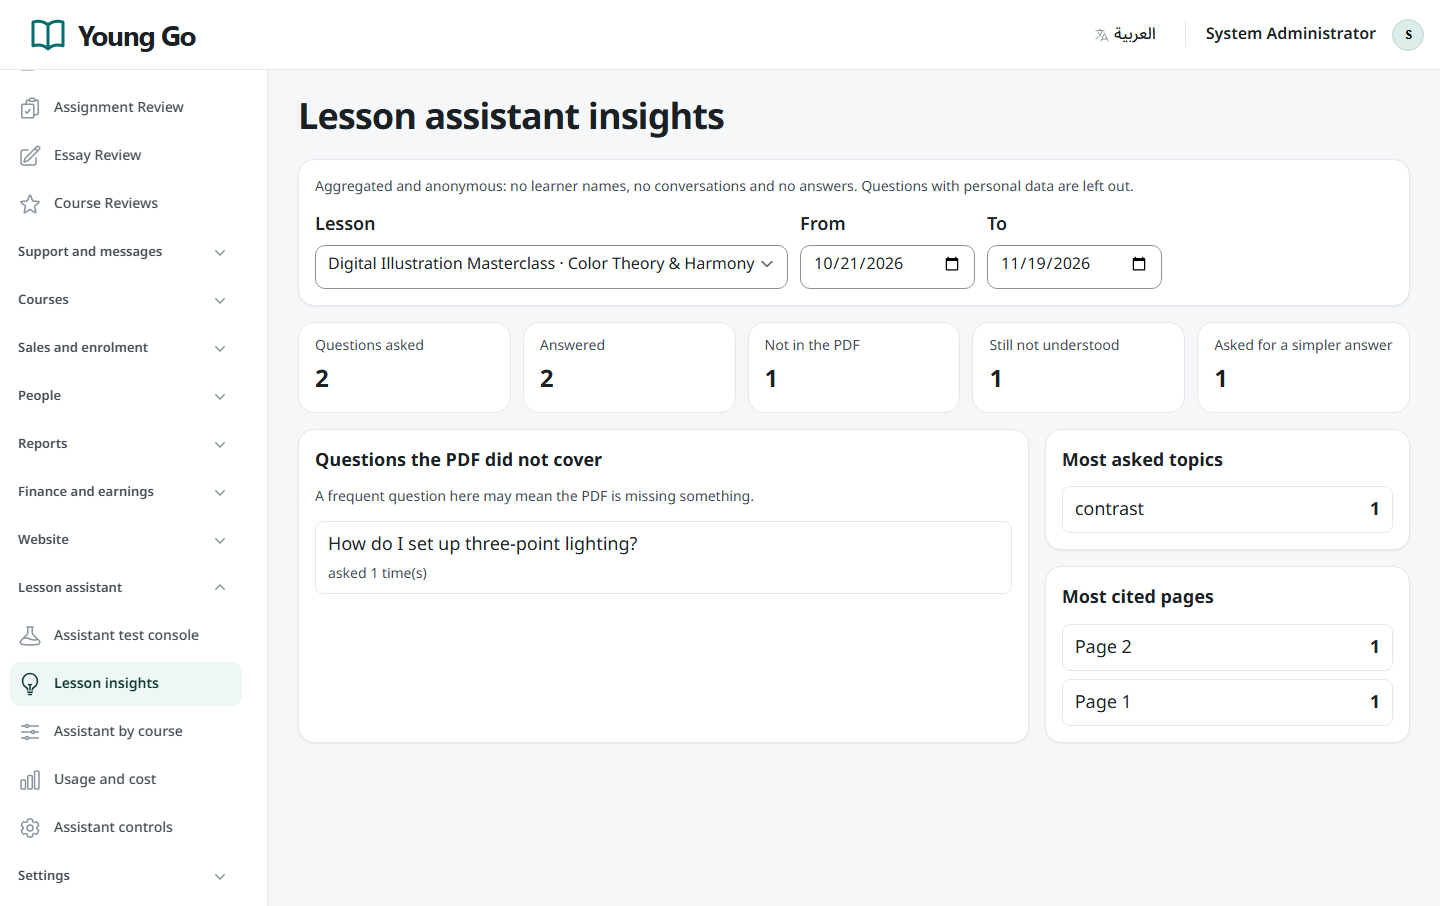 Young Go
العربية
System Administrator
S
Assignment Review
Essay Review
Course Reviews
Support and messages
Courses
Sales and enrolment
People
Reports
Finance and earnings
Website
Lesson assistant
Assistant test console
Lesson insights
Assistant by course
Usage and cost
Assistant controls
Settings
Lesson assistant insights
Aggregated and anonymous: no learner names, no conversations and no answers. Questions with personal data are left out.
Lesson
From
To
Digital Illustration Masterclass · Color Theory & Harmony
10/21/2026
11/19/2026
Questions asked
2
Answered
2
Not in the PDF
1
Still not understood
1
Asked for a simpler answer
1
Questions the PDF did not cover
A frequent question here may mean the PDF is missing something.
How do I set up three-point lighting?
asked 1 time(s)
Most asked topics
contrast 1
Most cited pages
Page 2 1
Page 1 1